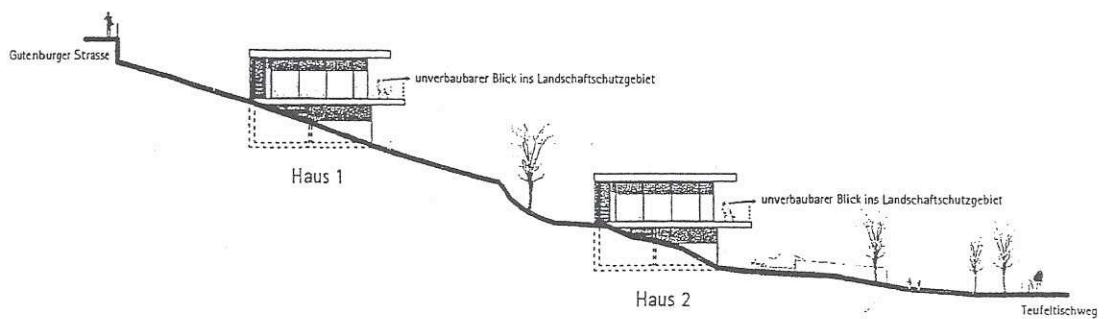 Gutenburger Strasse
unverbaubarer Blick ins Landschaftschutzgebiet
Haus 1
unverbaubarer Blick ins Landschaftschutzgebiet
Haus 2
Teufeltischweg